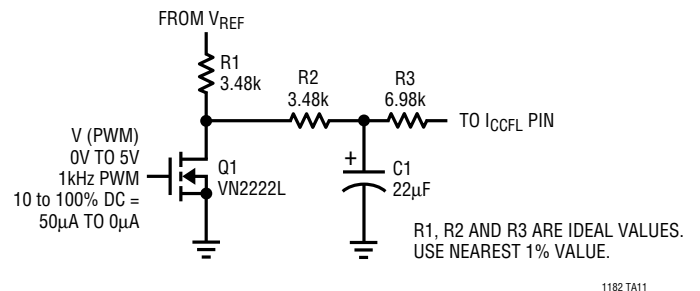 FROM VREF
R1
3.48k
R2
3.48k
R3
6.98k
TO ICCFL PIN
V (PWM)
0V TO 5V
1kHz PWM
10 to 100% DC =
50µA TO 0µA
Q1
VN2222L
+
C1
22µF
R1, R2 AND R3 ARE IDEAL VALUES.
USE NEAREST 1% VALUE.
1182 TA11